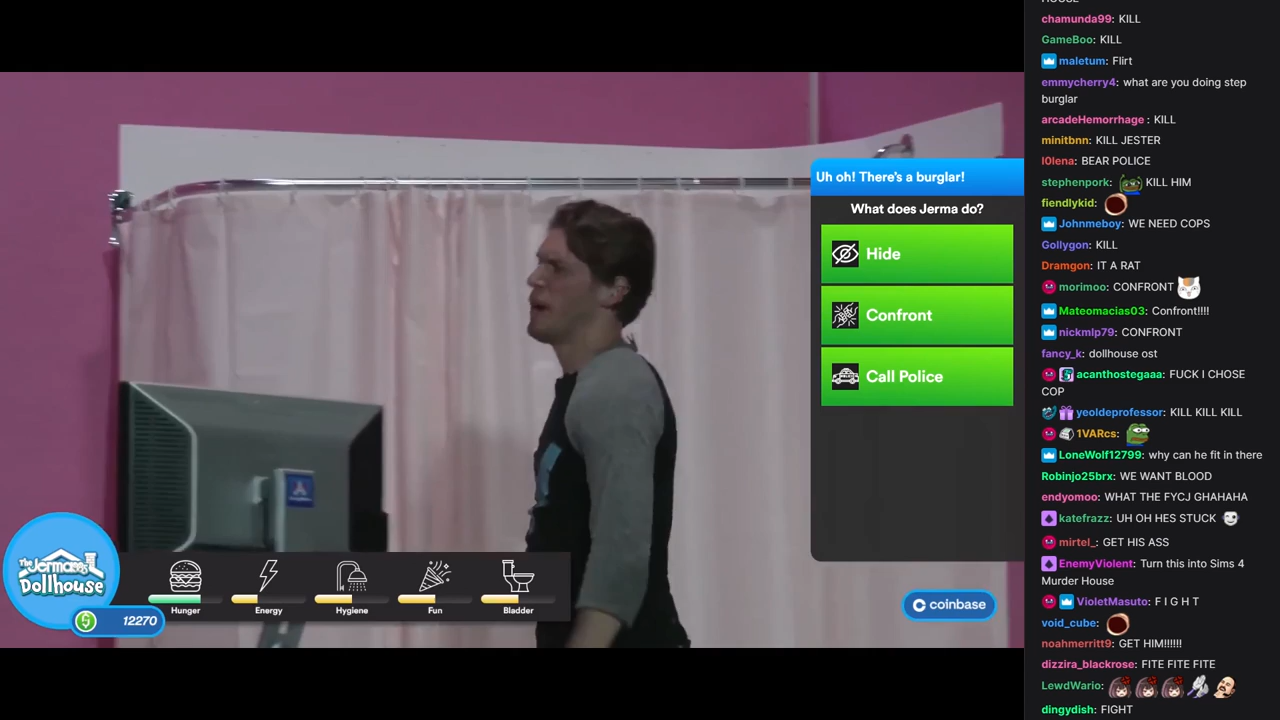 Uh oh! There's a burglar!
What does Jerma do?
Hide
Confront
Call Police
The Jerma985
Dollhouse
Hunger
Energy
Hygiene
Fun
Bladder
12270
coinbase
chamunda99: KILL
GameBoo: KILL
maletum: Flirt
emmycherry4: what are you doing step
burglar
arcadeHemorrhage : KILL
minitbnn: KILL JESTER
l0lena: BEAR POLICE
stephenpork: KILL HIM
fiendlykid:
Johnmeboy: WE NEED COPS
Gollygon: KILL
Dramgon: IT A RAT
morimoo: CONFRONT
Mateomacias03: Confront!!!!
nickmlp79: CONFRONT
fancy_k: dollhouse ost
acanthostegaaa: FUCK I CHOSE
COP
yeoldeprofessor: KILL KILL KILL
1VARcs:
LoneWolf12799: why can he fit in there
Robinjo25brx: WE WANT BLOOD
endyomoo: WHAT THE FYCJ GHAHAHA
katefrazz: UH OH HES STUCK
mirtel_: GET HIS ASS
EnemyViolent: Turn this into Sims 4
Murder House
VioletMasuto: F I G H T
void_cube:
noahmerritt9: GET HIM!!!!!!
dizzira_blackrose: FITE FITE FITE
LewdWario:
dingydish: FIGHT